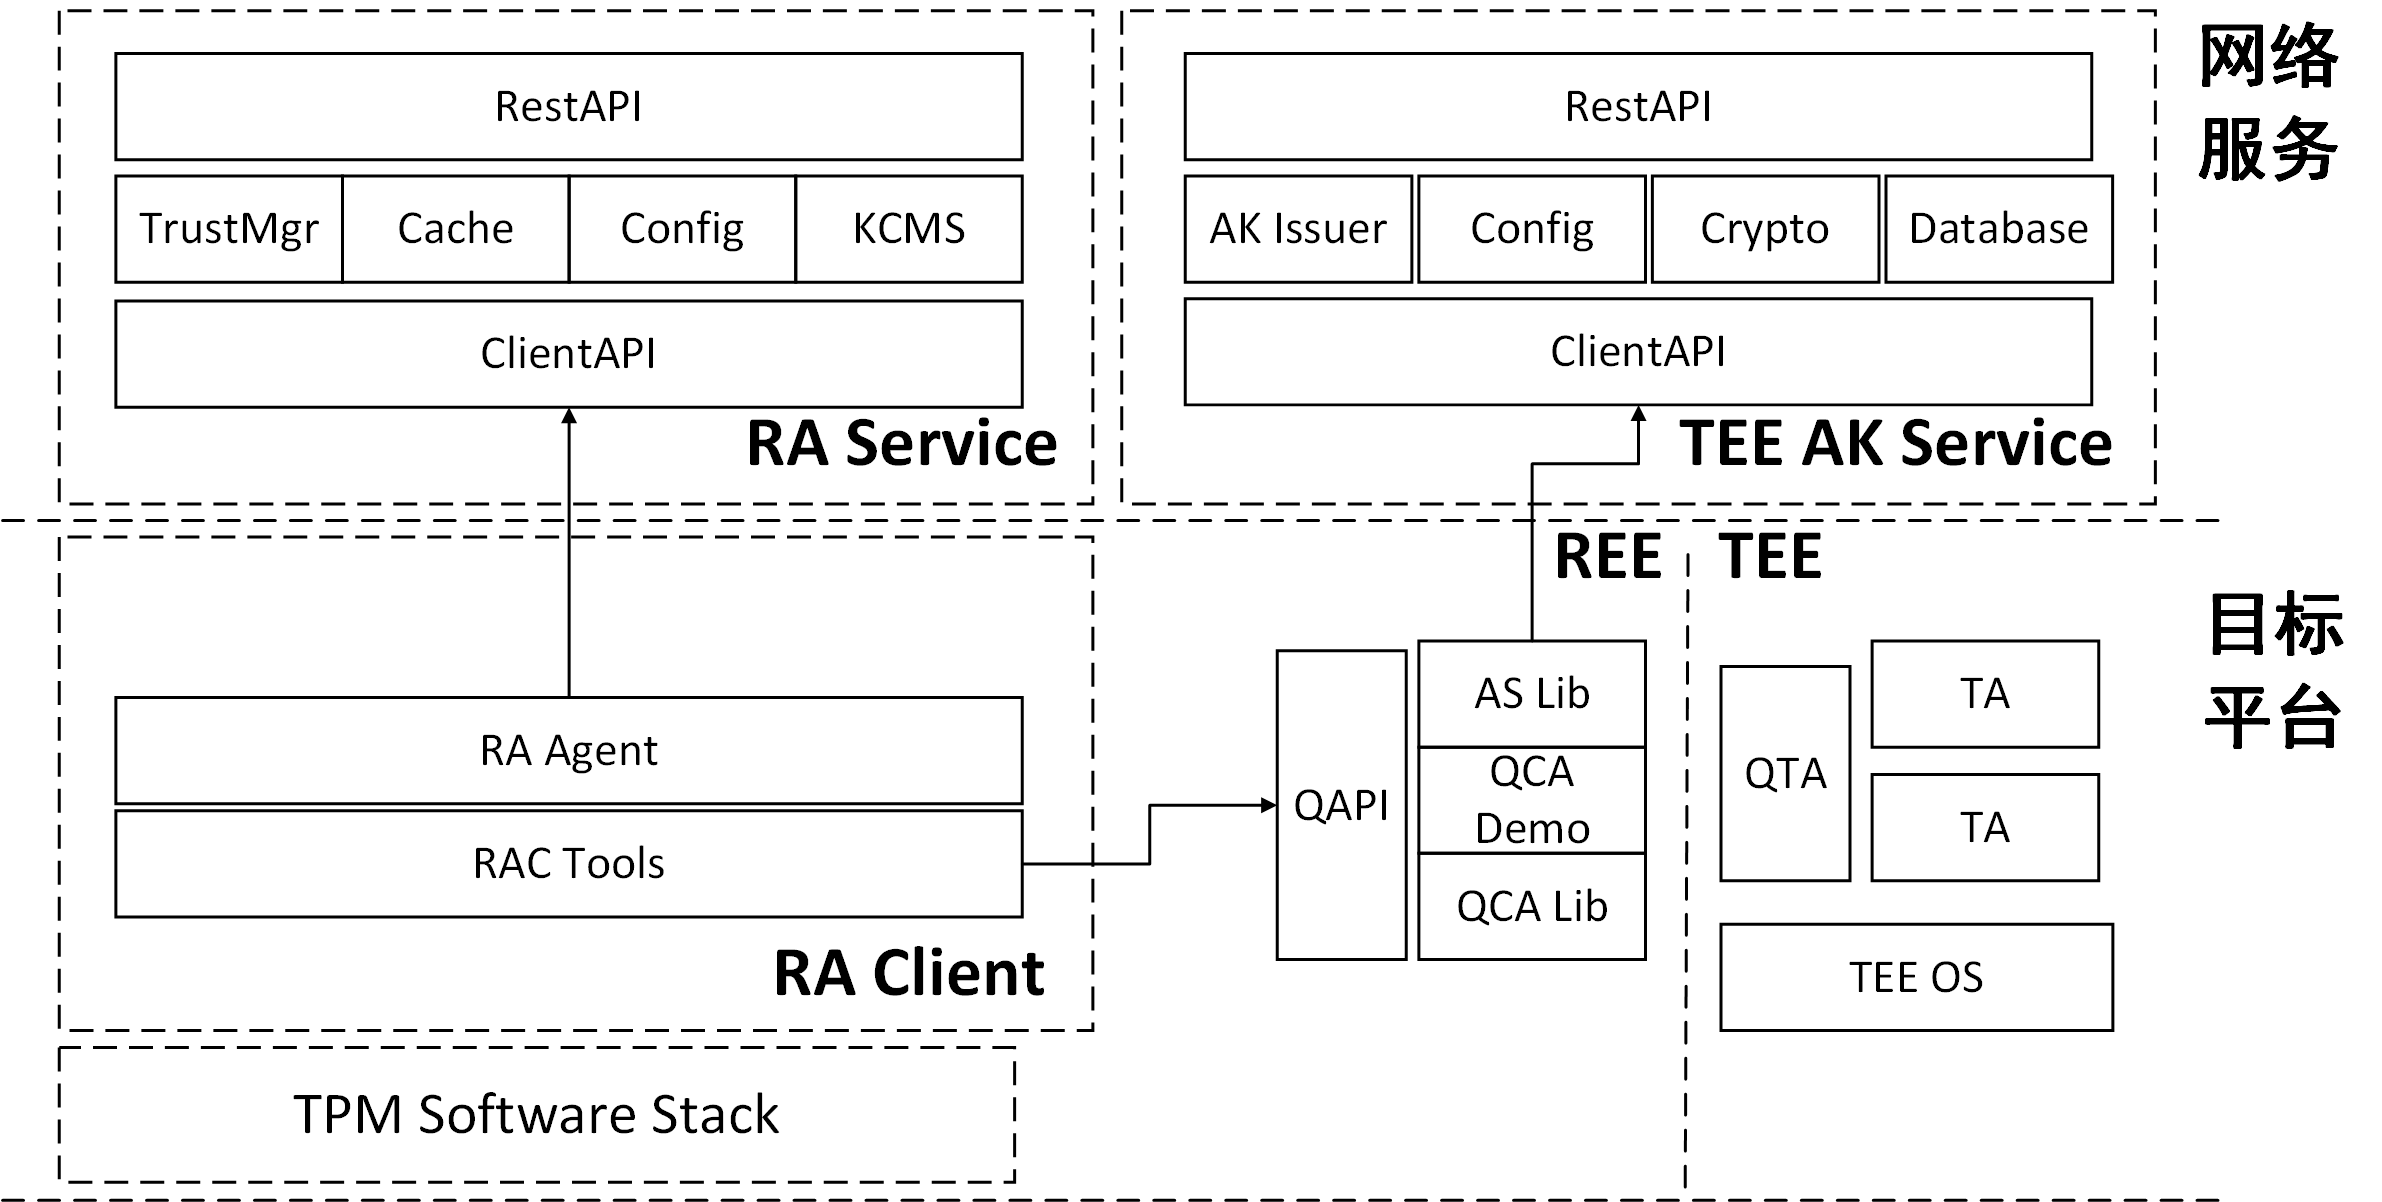 RestAPI
TrustMgr
Cache
Config
KCMS
ClientAPI
RA Service
RestAPI
AK Issuer
Config
Crypto
Database
ClientAPI
TEE AK Service
网络
服务
RA Agent
RAC Tools
RA Client
TPM Software Stack
REE
QAPI
AS Lib
QCA
Demo
QCA Lib
TEE
QTA
TA
TA
TEE OS
目标
平台